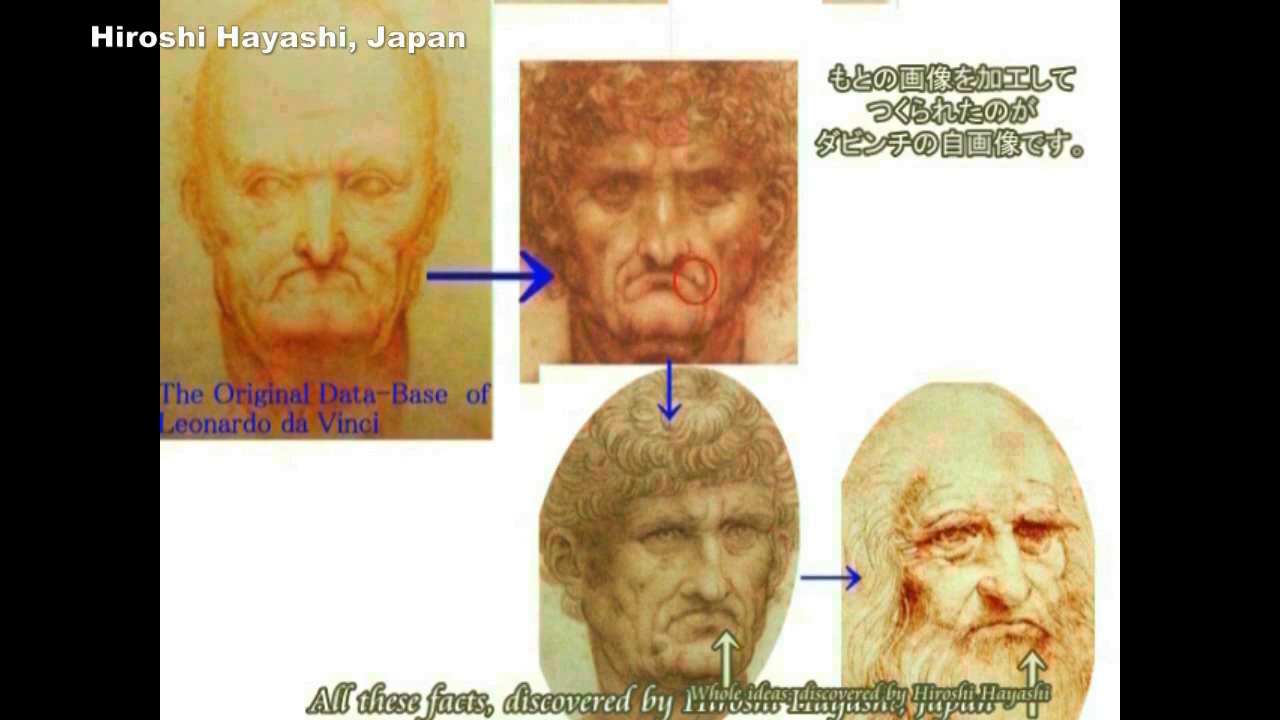 Hiroshi Hayashi, Japan
もとの画像を加工して
つくられたのが
ダビンチの自画像です。
The Original Data-Base of
Leonardo da Vinci
Whole ideas, discovered by Hiroshi Hayashi
All these facts, discovered by Hiroshi Hayashi, Japan